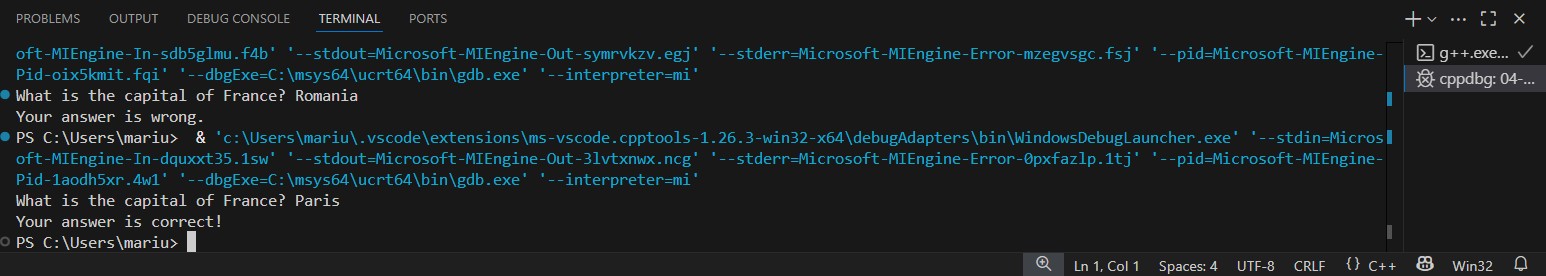 PROBLEMS OUTPUT DEBUG CONSOLE TERMINAL PORTS
oft-MIEngine-In-sdb5glmu.f4b' '--stdout=Microsoft-MIEngine-Out-symrvkzv.egj' '--stderr=Microsoft-MIEngine-Error-mzegvsgc.fsj' '--pid=Microsoft-MIEngine-
Pid-oix5kmit.fqi' '--dbgExe=C:\msys64\ucrt64\bin\gdb.exe' '--interpreter=mi'
What is the capital of France? Romania
Your answer is wrong.
PS C:\Users\mariu>  & 'c:\Users\mariu\.vscode\extensions\ms-vscode.cpptools-1.26.3-win32-x64\debugAdapters\bin\WindowsDebugLauncher.exe' '--stdin=Micros
oft-MIEngine-In-dquxxt35.1sw' '--stdout=Microsoft-MIEngine-Out-3lvtxnwx.ncg' '--stderr=Microsoft-MIEngine-Error-0pxfazlp.1tj' '--pid=Microsoft-MIEngine-
Pid-1aodh5xr.4w1' '--dbgExe=C:\msys64\ucrt64\bin\gdb.exe' '--interpreter=mi'
What is the capital of France? Paris
Your answer is correct!
PS C:\Users\mariu>
g++.exe...
cppdbg: 04-...
Ln 1, Col 1 Spaces: 4 UTF-8 CRLF {} C++ Win32